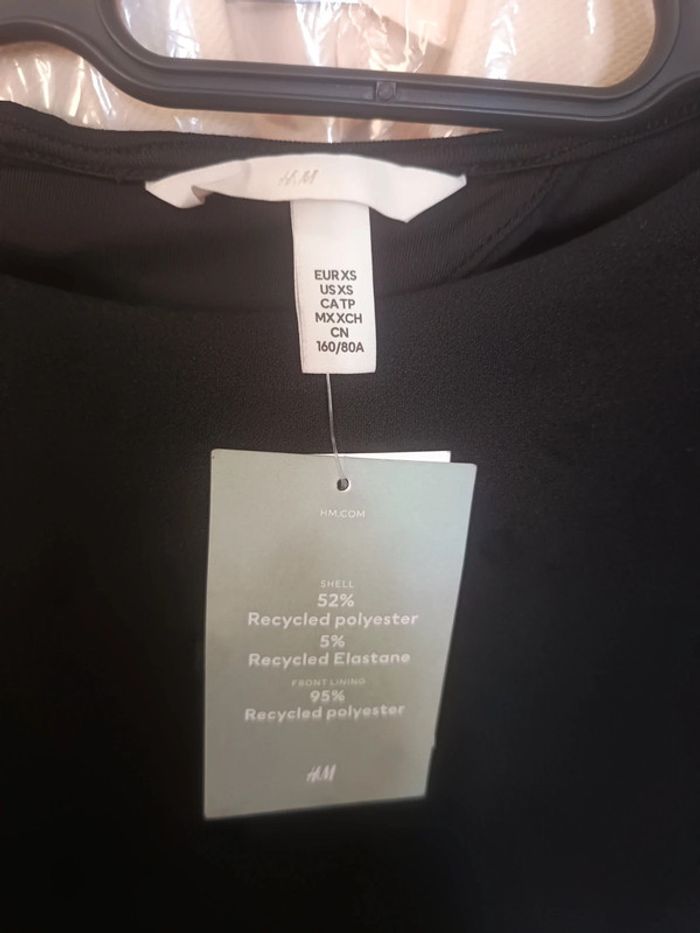 H&M
EUR XS
US XS
CA TP
MX XCH
CN
160/80A
HM.COM
SHELL
52%
Recycled polyester
5%
Recycled Elastane
FRONT LINING
95%
Recycled polyester
H&M